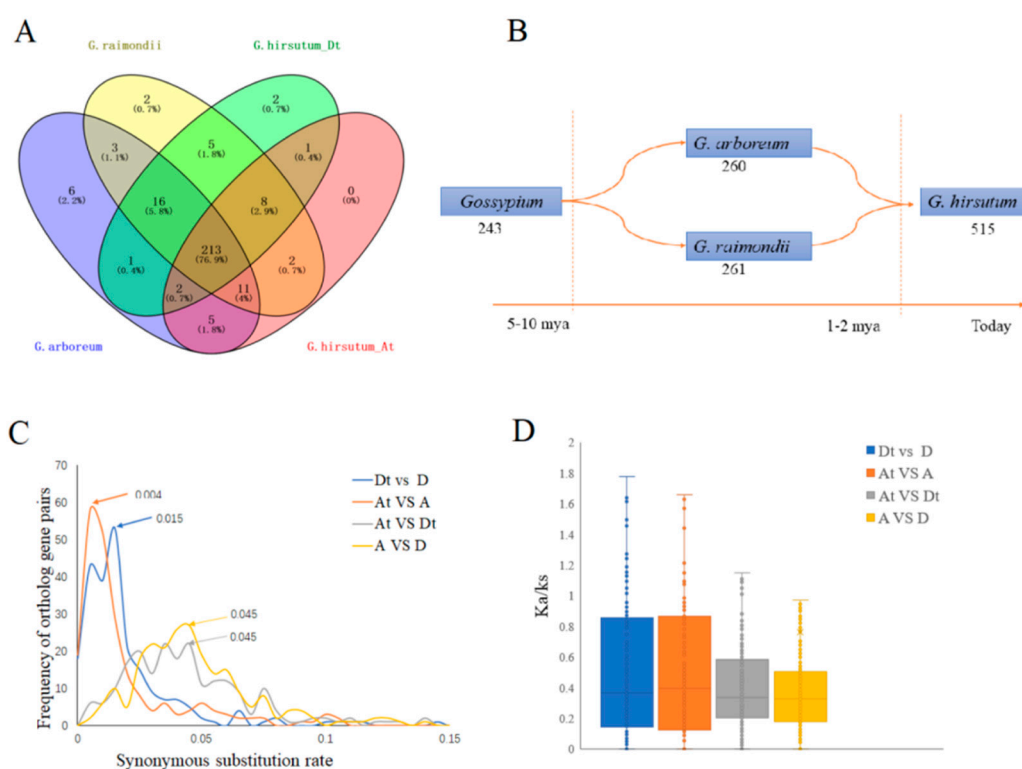 A
G.raimondii
G.hirsutum_Dt
2
(0.7%)
2
(0.7%)
3
(1.1%)
5
(1.8%)
1
(0.4%)
6
(2.2%)
16
(5.8%)
8
(2.9%)
0
(0%)
213
(76.9%)
1
(0.4%)
2
(0.7%)
2
(0.7%)
11
(4%)
5
(1.8%)
G.arboreum
G.hirsutum_At
B
G. arboreum
260
Gossypium
243
G. hirsutum
515
G. raimondii
261
5-10 mya
1-2 mya
Today
C
Frequency of ortholog gene pairs
70
60
50
40
30
20
10
0
0
0.05
0.1
0.15
Synonymous substitution rate
0.004
0.015
0.045
0.045
Dt vs D
At VS A
At VS Dt
A VS D
D
Ka/ks
2
1.8
1.6
1.4
1.2
1
0.8
0.6
0.4
0.2
0
Dt vs D
At VS A
At VS Dt
A VS D